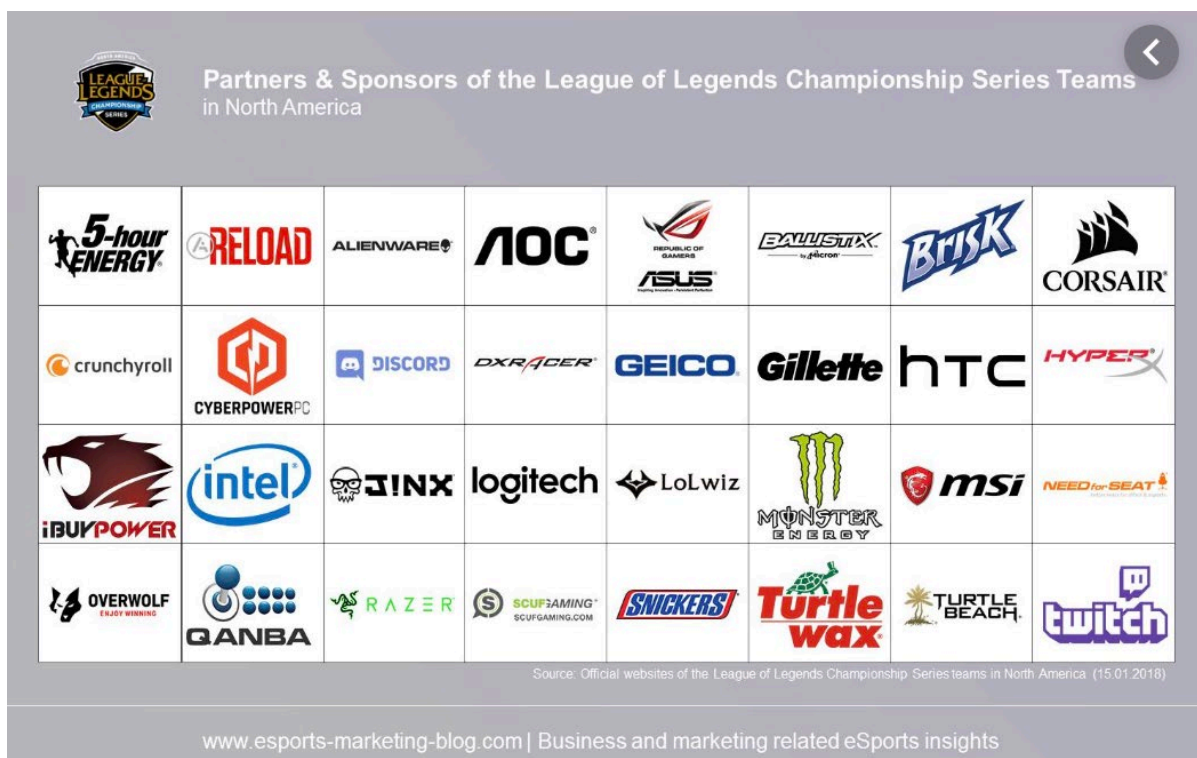 LEAGUE
LEGENDS
CHAMPIONSHIP
SERIES
Partners & Sponsors of the League of Legends Championship Series Teams
in North America
5-hour
ENERGY
RELOAD
ALIENWARE
AOC
REPUBLIC OF
GAMERS
ASUS
BALLISTIX
by Micron
BRISK
CORSAIR
crunchyroll
CYBERPOWERPC
DISCORD
DXRACER
GEICO
Gillette
hTC
HYPERX
iBUYPOWER
intel
J!NX
logitech
LoLwiz
MONSTER
ENERGY
msi
NEED for SEAT
OVERWOLF
ENJOY WINNING
QANBA
RAZER
SCUFGAMING
SCUFGAMING.COM
SNICKERS
Turtle
wax
TURTLE
BEACH
twitch
Source: Official websites of the League of Legends Championship Series teams in North America (15.01.2018)
www.esports-marketing-blog.com | Business and marketing related eSports insights